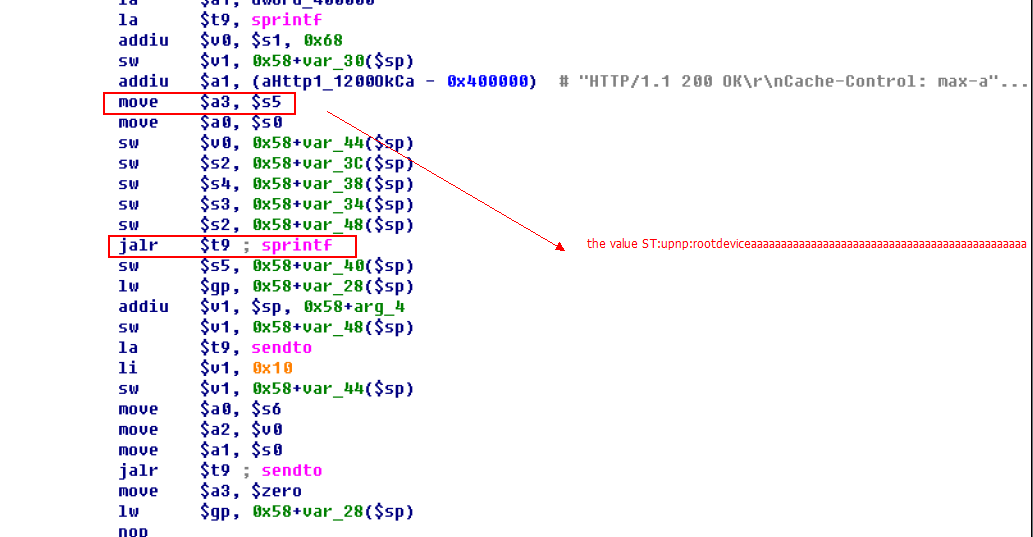 la $a1, dword_400000
la $t9, sprintf
addiu $v0, $s1, 0x68
sw $v1, 0x58+var_30($sp)
addiu $a1, (aHttp1_1200OkCa - 0x400000) # "HTTP/1.1 200 OK\r\nCache-Control: max-a"...
move $a3, $s5
move $a0, $s0
sw $v0, 0x58+var_44($sp)
sw $s2, 0x58+var_3C($sp)
sw $s4, 0x58+var_38($sp)
sw $s3, 0x58+var_34($sp)
sw $s2, 0x58+var_48($sp)
jalr $t9 ; sprintf
the value ST:upnp:rootdeviceaaaaaaaaaaaaaaaaaaaaaaaaaaaaaaaaaaaaaaaaaaaaaa
sw $s5, 0x58+var_40($sp)
lw $gp, 0x58+var_28($sp)
addiu $v1, $sp, 0x58+arg_4
sw $v1, 0x58+var_48($sp)
la $t9, sendto
li $v1, 0x10
sw $v1, 0x58+var_44($sp)
move $a0, $s6
move $a2, $v0
move $a1, $s0
jalr $t9 ; sendto
move $a3, $zero
lw $gp, 0x58+var_28($sp)
nop